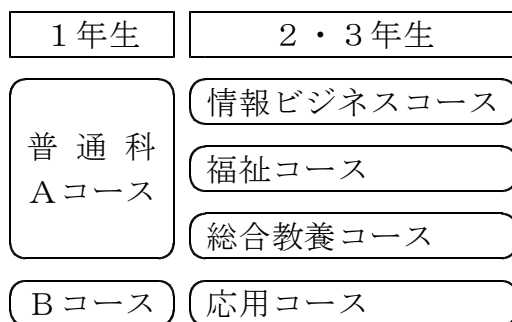 １年生
２・３年生
普通科
Ａコース
情報ビジネスコース
福祉コース
総合教養コース
Ｂコース
応用コース